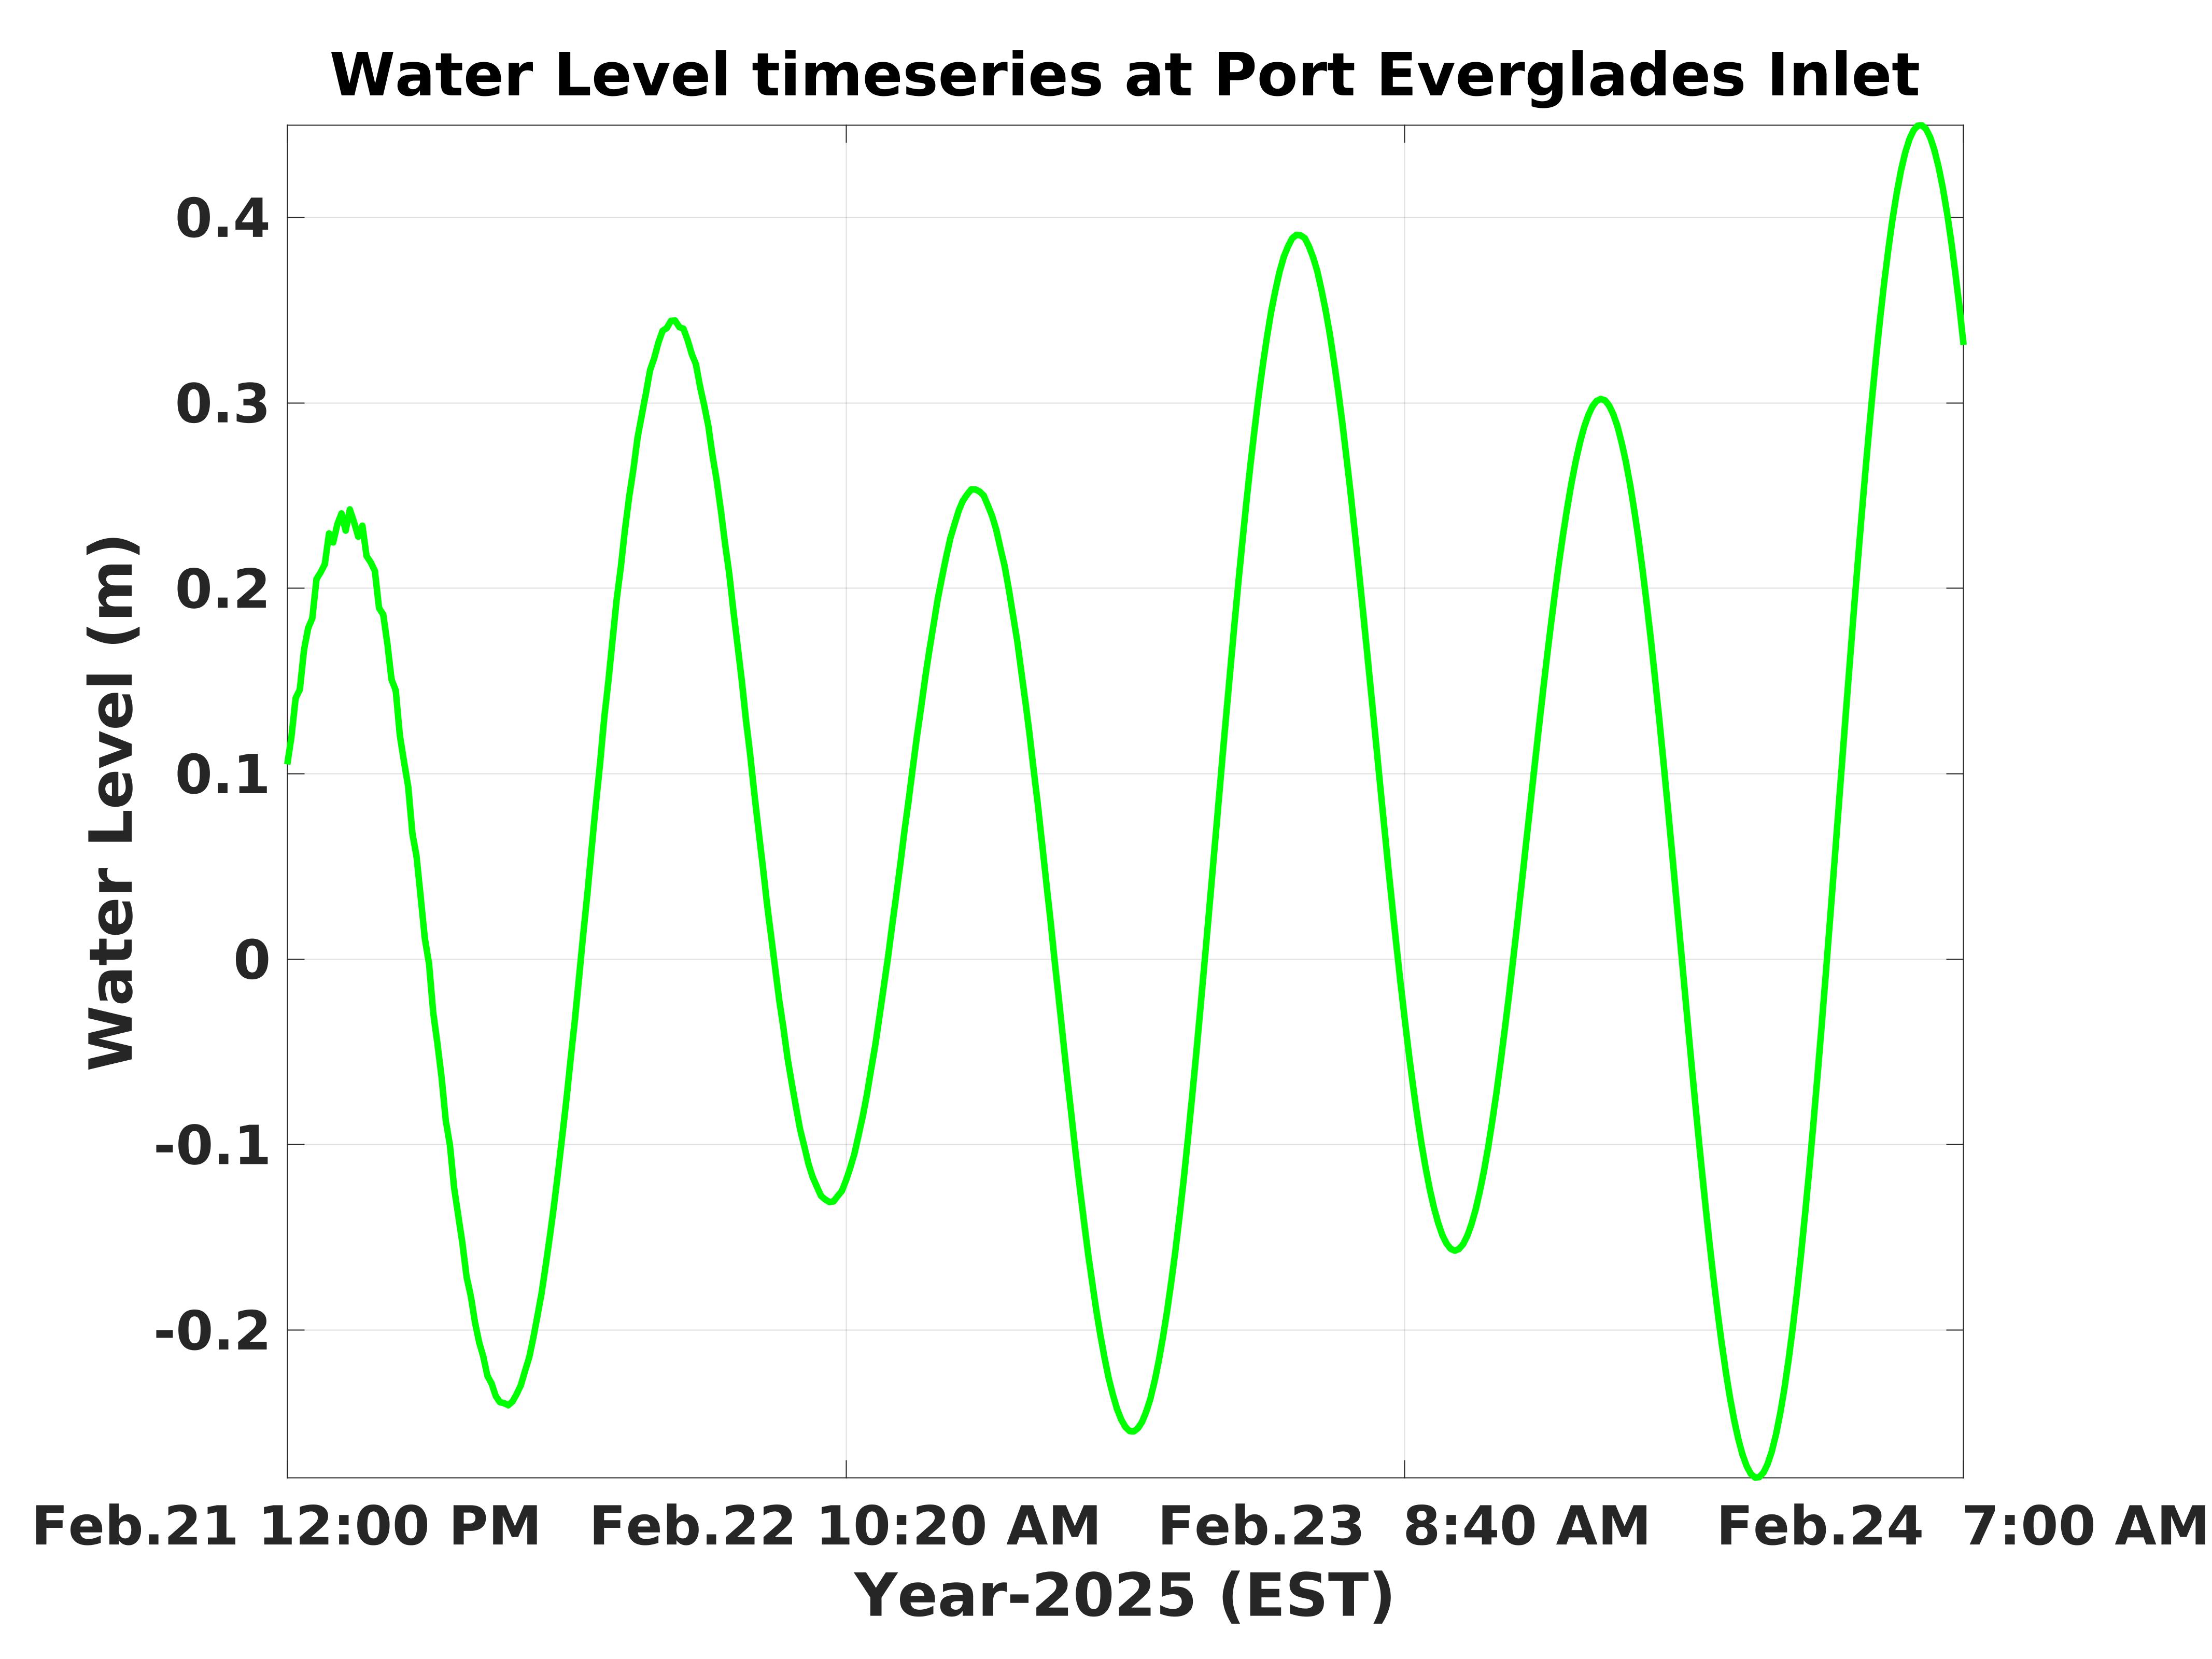 Water Level timeseries at Port Everglades Inlet
0.4
0.3
0.2
0.1
0
-0.1
-0.2
Water Level (m)
Feb.21 12:00 PM Feb.22 10:20 AM Feb.23 8:40 AM Feb.24 7:00 AM
Year-2025 (EST)